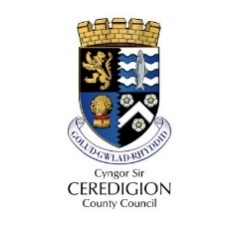 GOLUD·GWLAD·RHYDDID
Cyngor Sir
CEREDIGION
County Council